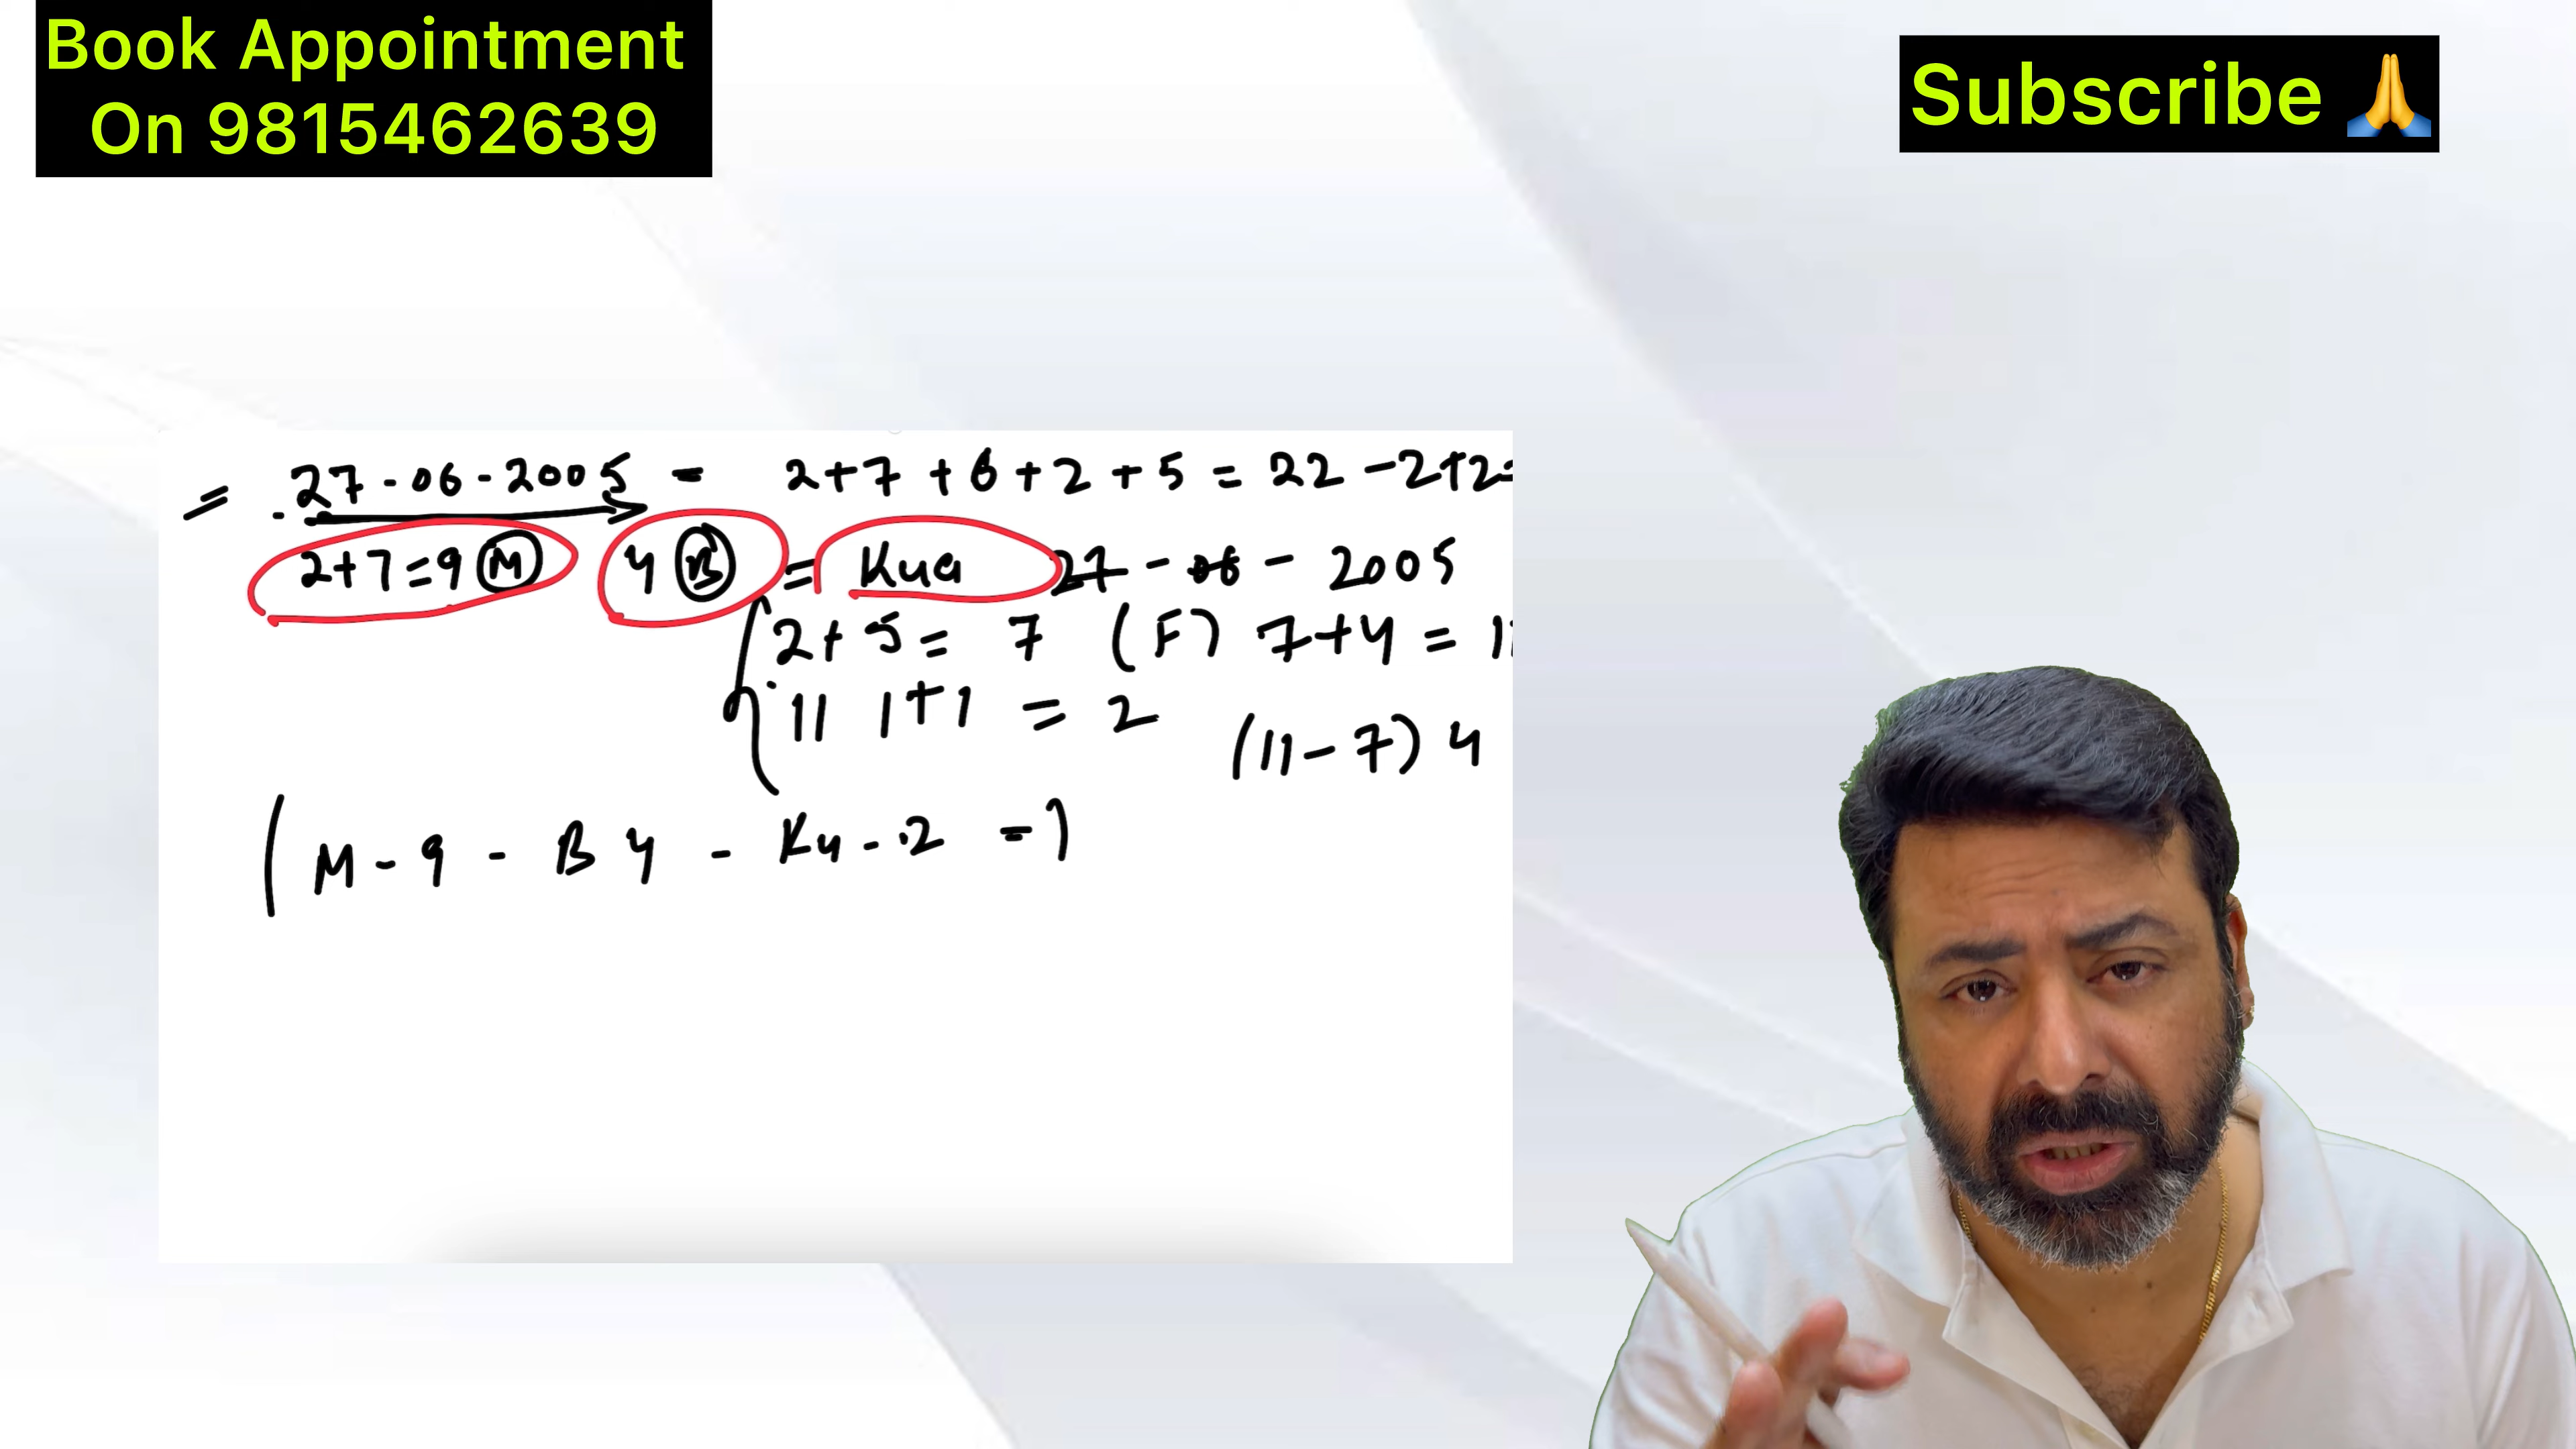 Book Appointment
On 9815462639
Subscribe 🙏
= 27-06-2005 - 2+7+6+2+5=22-2+2=
2+7=9 M 4 B = Kua 27-06-2005
2+5= 7 (F) 7+4=11
11 1+1 = 2
(11-7) 4
(M-9 - B 4 - Ku-2 =)